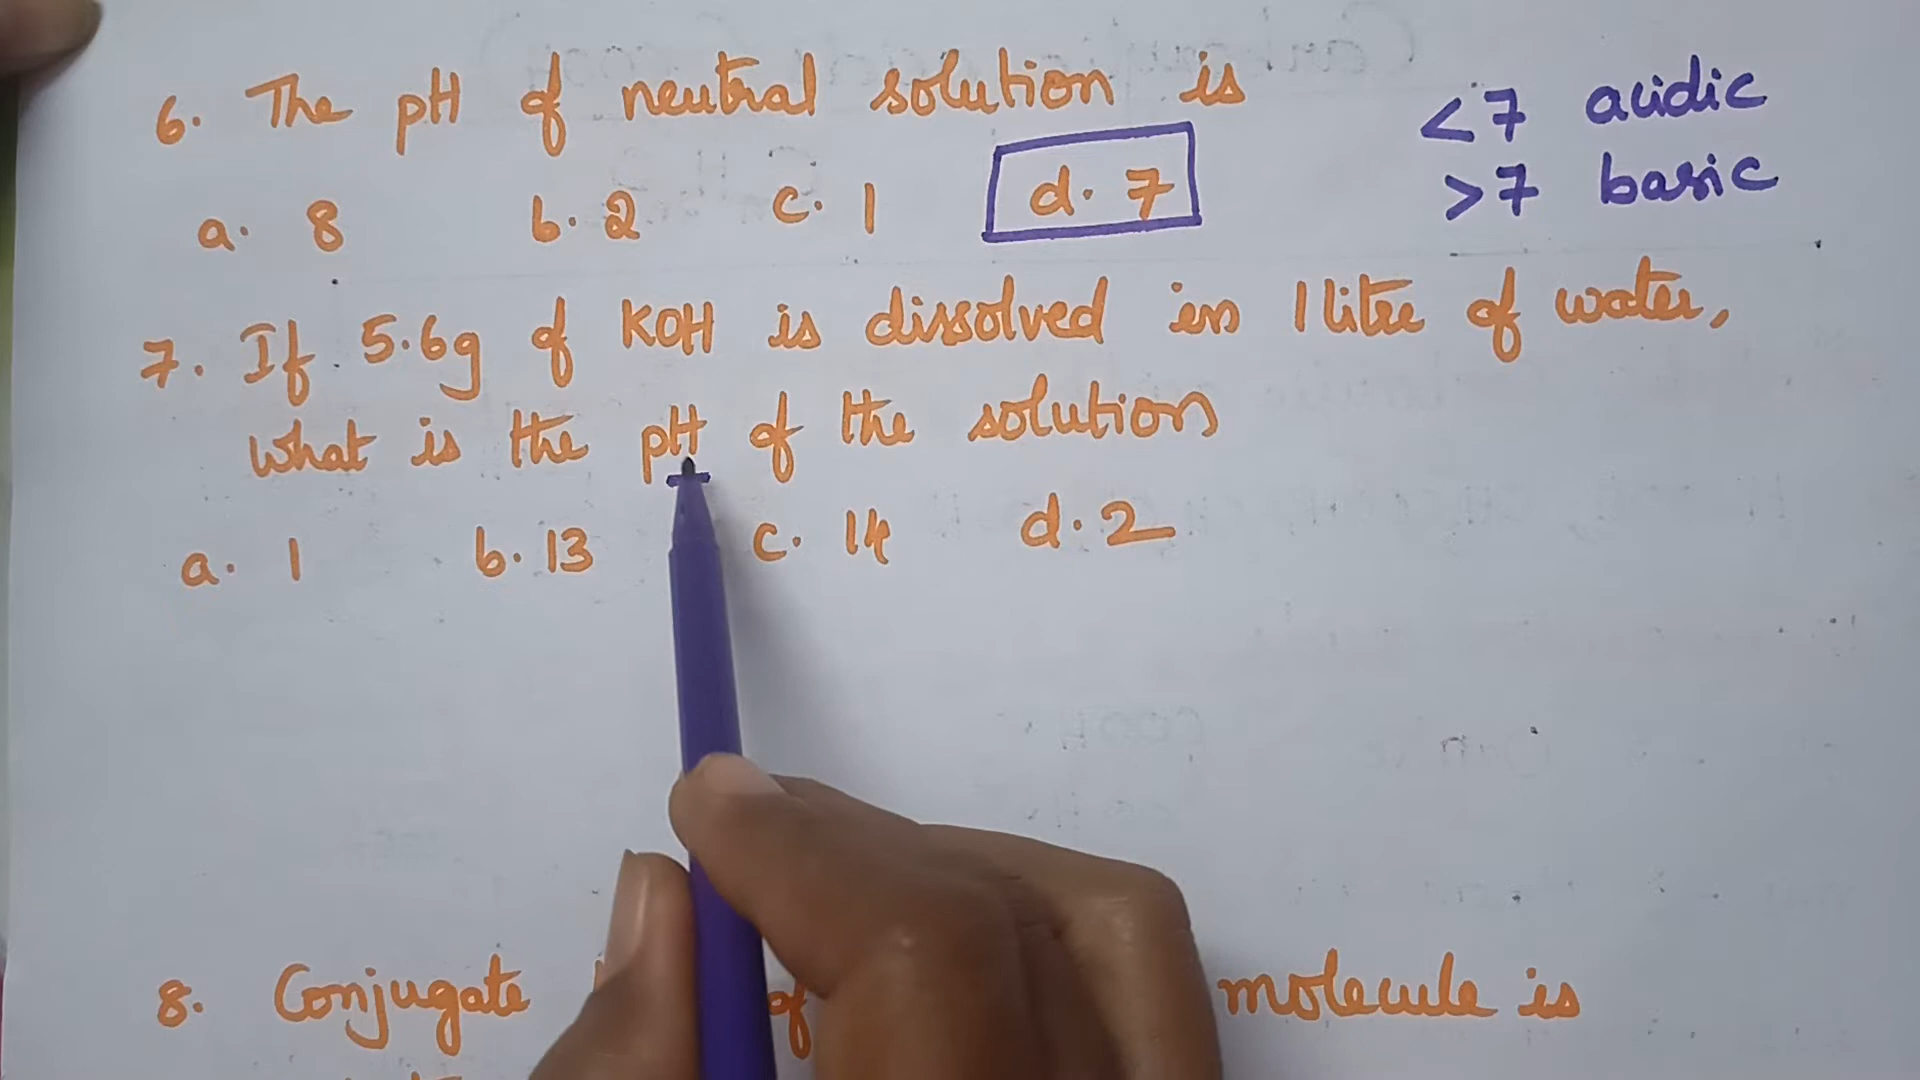 6. The pH of neutral solution is
<7 acidic
>7 basic
a. 8 b. 2 c. 1 d. 7
7. If 5.6g of KOH is dissolved in 1 litre of water,
What is the pH of the solution
a. 1 b. 13 c. 14 d. 2
8. Conjugate of molecule is